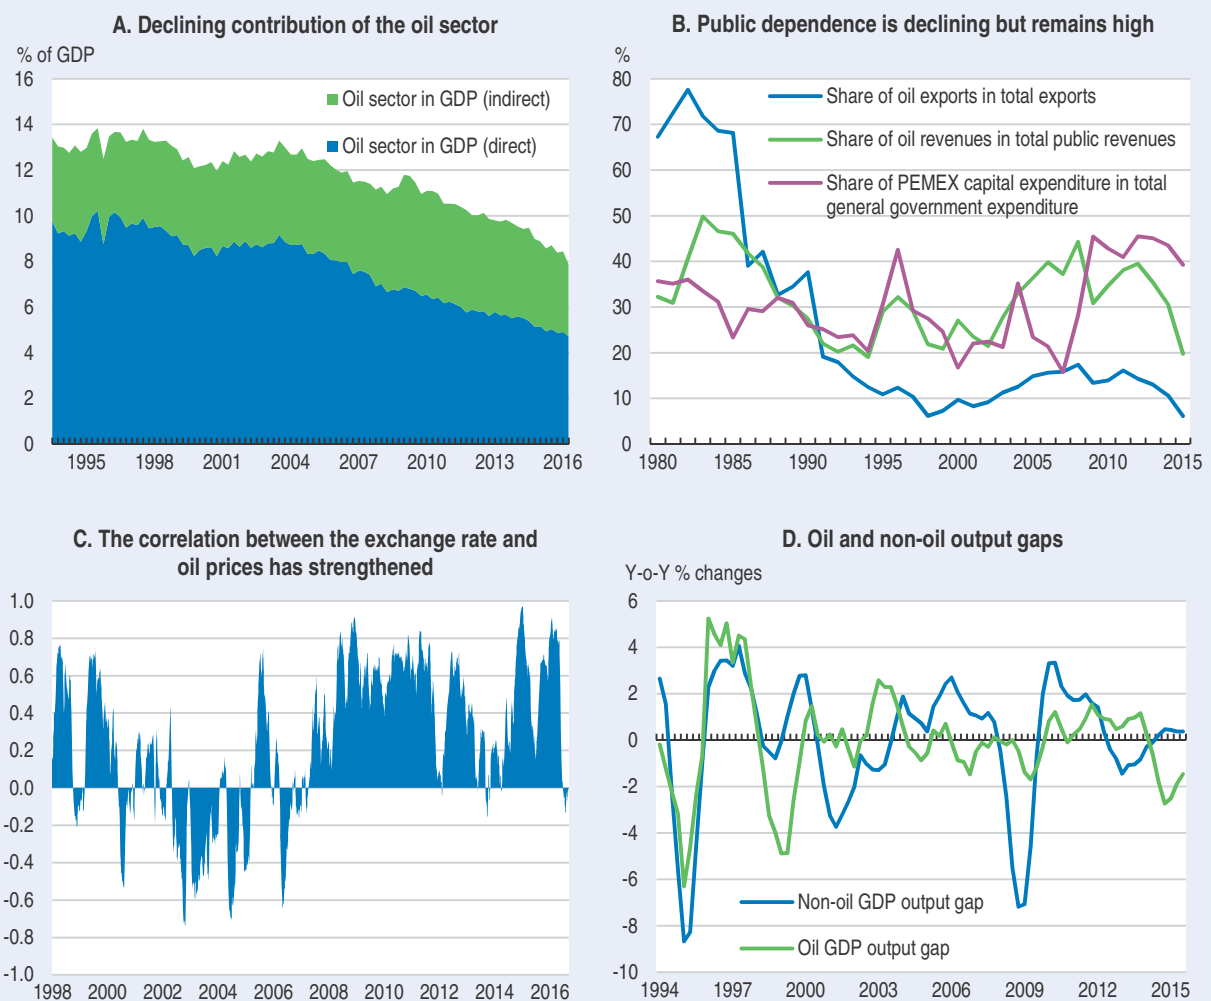 A. Declining contribution of the oil sector
% of GDP
16
14
12
10
8
6
4
2
0
Oil sector in GDP (indirect)
Oil sector in GDP (direct)
1995 1998 2001 2004 2007 2010 2013 2016
B. Public dependence is declining but remains high
%
80
70
60
50
40
30
20
10
0
Share of oil exports in total exports
Share of oil revenues in total public revenues
Share of PEMEX capital expenditure in total
general government expenditure
1980 1985 1990 1995 2000 2005 2010 2015
C. The correlation between the exchange rate and
oil prices has strengthened
1.0
0.8
0.6
0.4
0.2
0.0
-0.2
-0.4
-0.6
-0.8
-1.0
1998 2000 2002 2004 2006 2008 2010 2012 2014 2016
D. Oil and non-oil output gaps
Y-o-Y % changes
6
4
2
0
-2
-4
-6
-8
-10
Non-oil GDP output gap
Oil GDP output gap
1994 1997 2000 2003 2006 2009 2012 2015